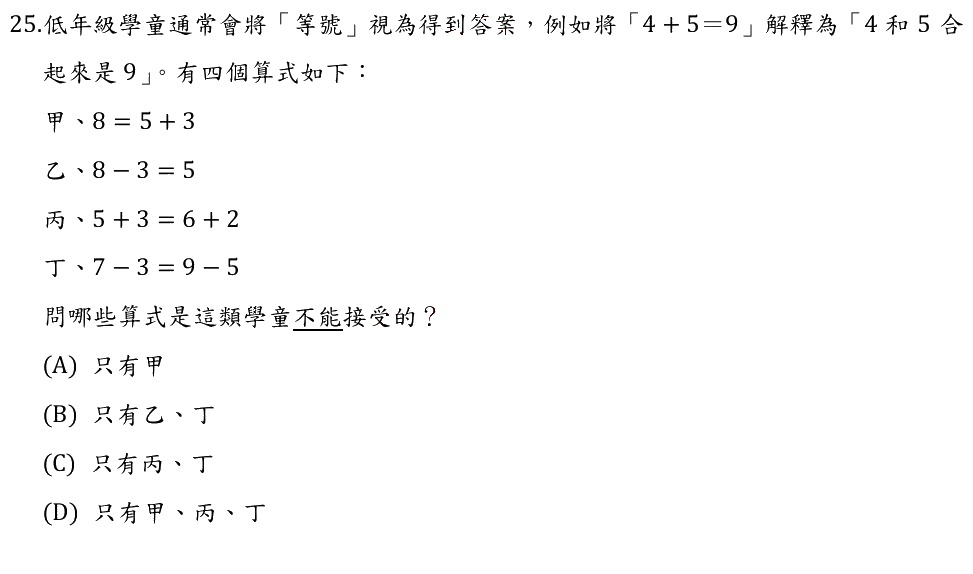 25.低年級學童通常會將「等號」視為得到答案，例如將「4 + 5＝9」解釋為「4 和 5 合
起來是 9」。有四個算式如下：
甲、8 = 5 + 3
乙、8 − 3 = 5
丙、5 + 3 = 6 + 2
丁、7 − 3 = 9 − 5
問哪些算式是這類學童不能接受的？
(A) 只有甲
(B) 只有乙、丁
(C) 只有丙、丁
(D) 只有甲、丙、丁